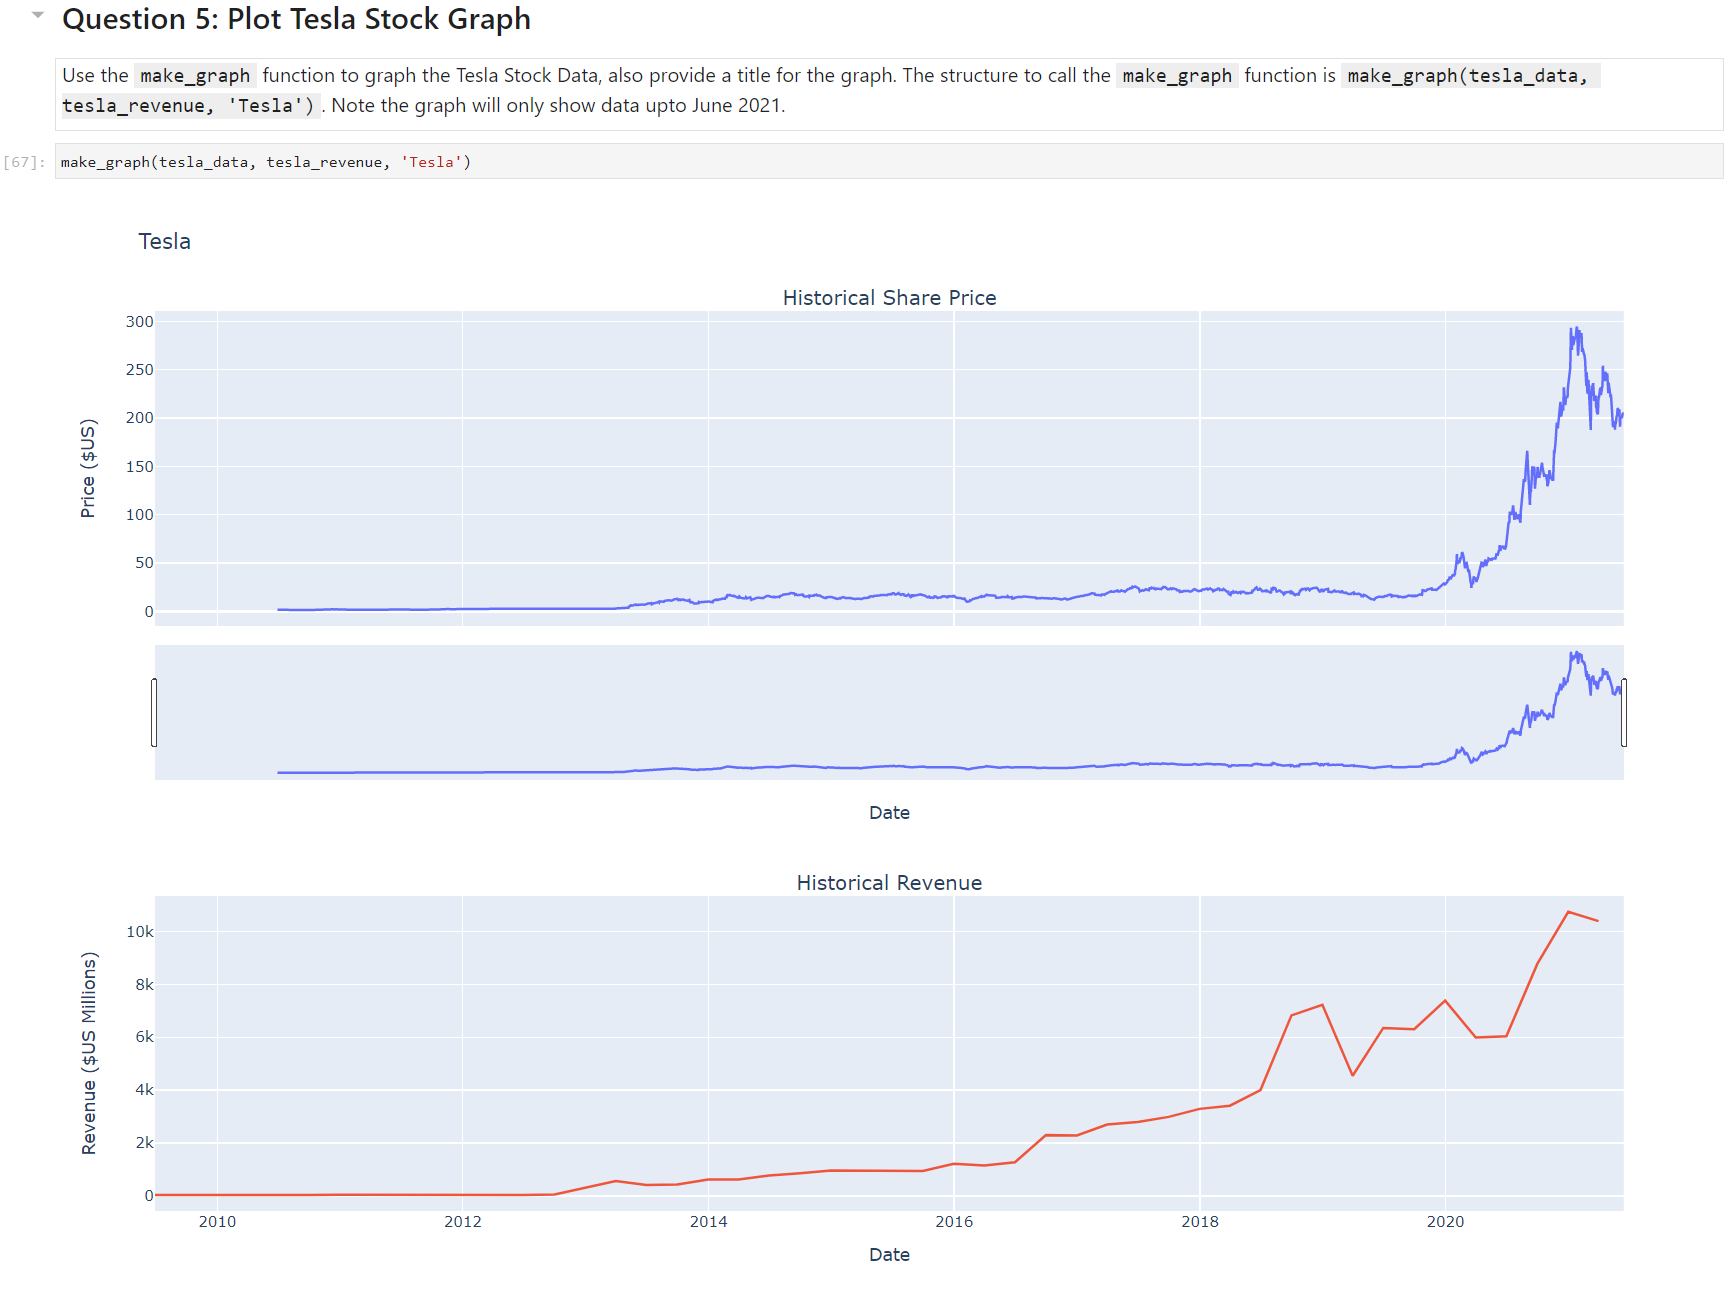 Question 5: Plot Tesla Stock Graph
Use the make_graph function to graph the Tesla Stock Data, also provide a title for the graph. The structure to call the make_graph function is make_graph(tesla_data,
tesla_revenue, 'Tesla') . Note the graph will only show data upto June 2021.
[67]: make_graph(tesla_data, tesla_revenue, 'Tesla')
Tesla
Historical Share Price
300
250
200
150
100
50
0
Price ($US)
Date
Historical Revenue
10k
8k
6k
4k
2k
0
Revenue ($US Millions)
2010 2012 2014 2016 2018 2020
Date